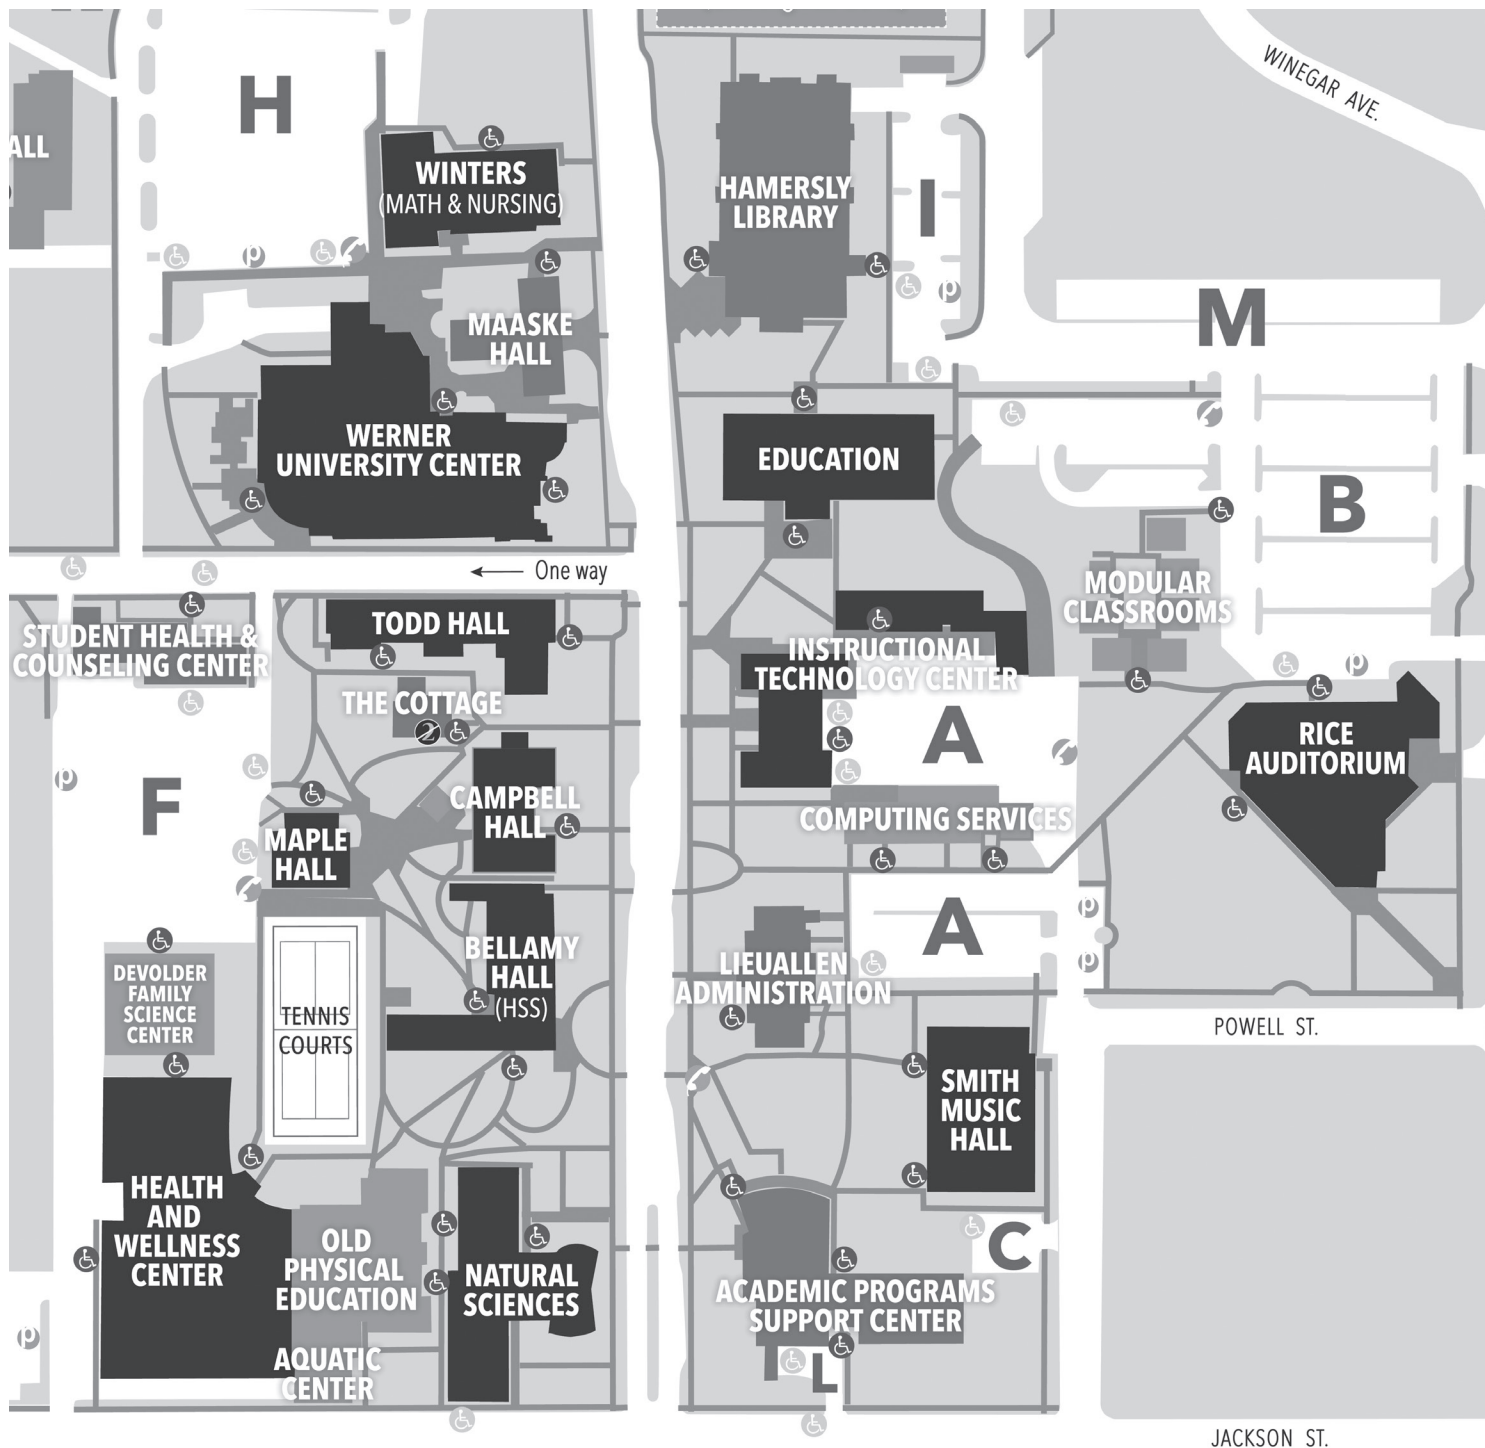 H
WINEGAR AVE.
ALL
WINTERS
(MATH & NURSING)
HAMERSLY
LIBRARY
I
P
P
M
MAASKE
HALL
WERNER
UNIVERSITY CENTER
EDUCATION
B
← One way
MODULAR
CLASSROOMS
STUDENT HEALTH &
COUNSELING CENTER
TODD HALL
INSTRUCTIONAL
TECHNOLOGY CENTER
P
THE COTTAGE
2
A
RICE
AUDITORIUM
P
F
CAMPBELL
HALL
COMPUTING SERVICES
MAPLE
HALL
A
P
BELLAMY
HALL
(HSS)
LIEUALLEN
ADMINISTRATION
P
DEVOLDER
FAMILY
SCIENCE
CENTER
TENNIS
COURTS
POWELL ST.
SMITH
MUSIC
HALL
HEALTH
AND
WELLNESS
CENTER
OLD
PHYSICAL
EDUCATION
C
NATURAL
SCIENCES
ACADEMIC PROGRAMS
SUPPORT CENTER
P
AQUATIC
CENTER
L
JACKSON ST.